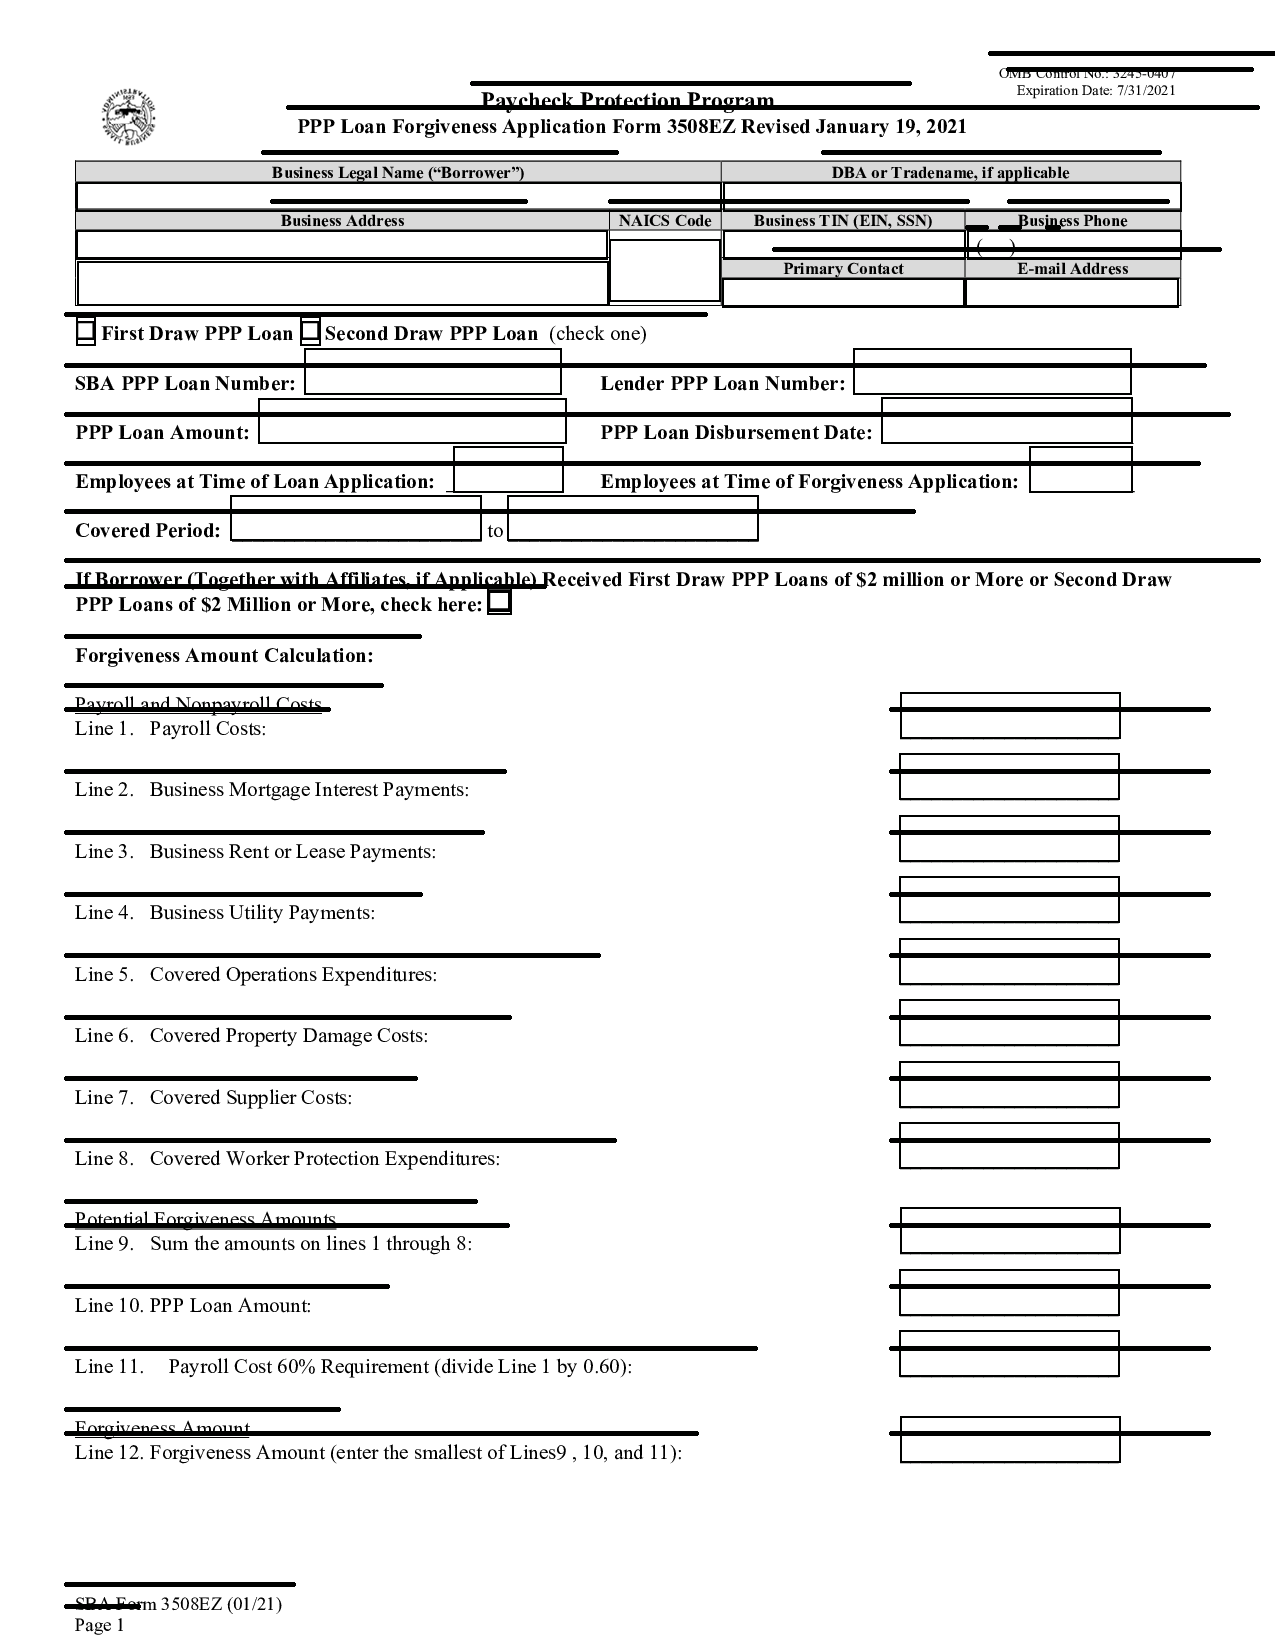 OMB Control No.: 3245-0407
Expiration Date: 7/31/2021
Paycheck Protection Program
PPP Loan Forgiveness Application Form 3508EZ Revised January 19, 2021
Business Legal Name (“Borrower”) DBA or Tradename, if applicable
Business Address NAICS Code Business TIN (EIN, SSN) Business Phone
( )
Primary Contact E-mail Address
First Draw PPP Loan Second Draw PPP Loan (check one)
SBA PPP Loan Number: Lender PPP Loan Number:
PPP Loan Amount: PPP Loan Disbursement Date:
Employees at Time of Loan Application: Employees at Time of Forgiveness Application:
Covered Period: to
If Borrower (Together with Affiliates, if Applicable) Received First Draw PPP Loans of $2 million or More or Second Draw
PPP Loans of $2 Million or More, check here:
Forgiveness Amount Calculation:
Payroll and Nonpayroll Costs
Line 1. Payroll Costs:
Line 2. Business Mortgage Interest Payments:
Line 3. Business Rent or Lease Payments:
Line 4. Business Utility Payments:
Line 5. Covered Operations Expenditures:
Line 6. Covered Property Damage Costs:
Line 7. Covered Supplier Costs:
Line 8. Covered Worker Protection Expenditures:
Potential Forgiveness Amounts
Line 9. Sum the amounts on lines 1 through 8:
Line 10. PPP Loan Amount:
Line 11. Payroll Cost 60% Requirement (divide Line 1 by 0.60):
Forgiveness Amount
Line 12. Forgiveness Amount (enter the smallest of Lines9 , 10, and 11):
SBA Form 3508EZ (01/21)
Page 1